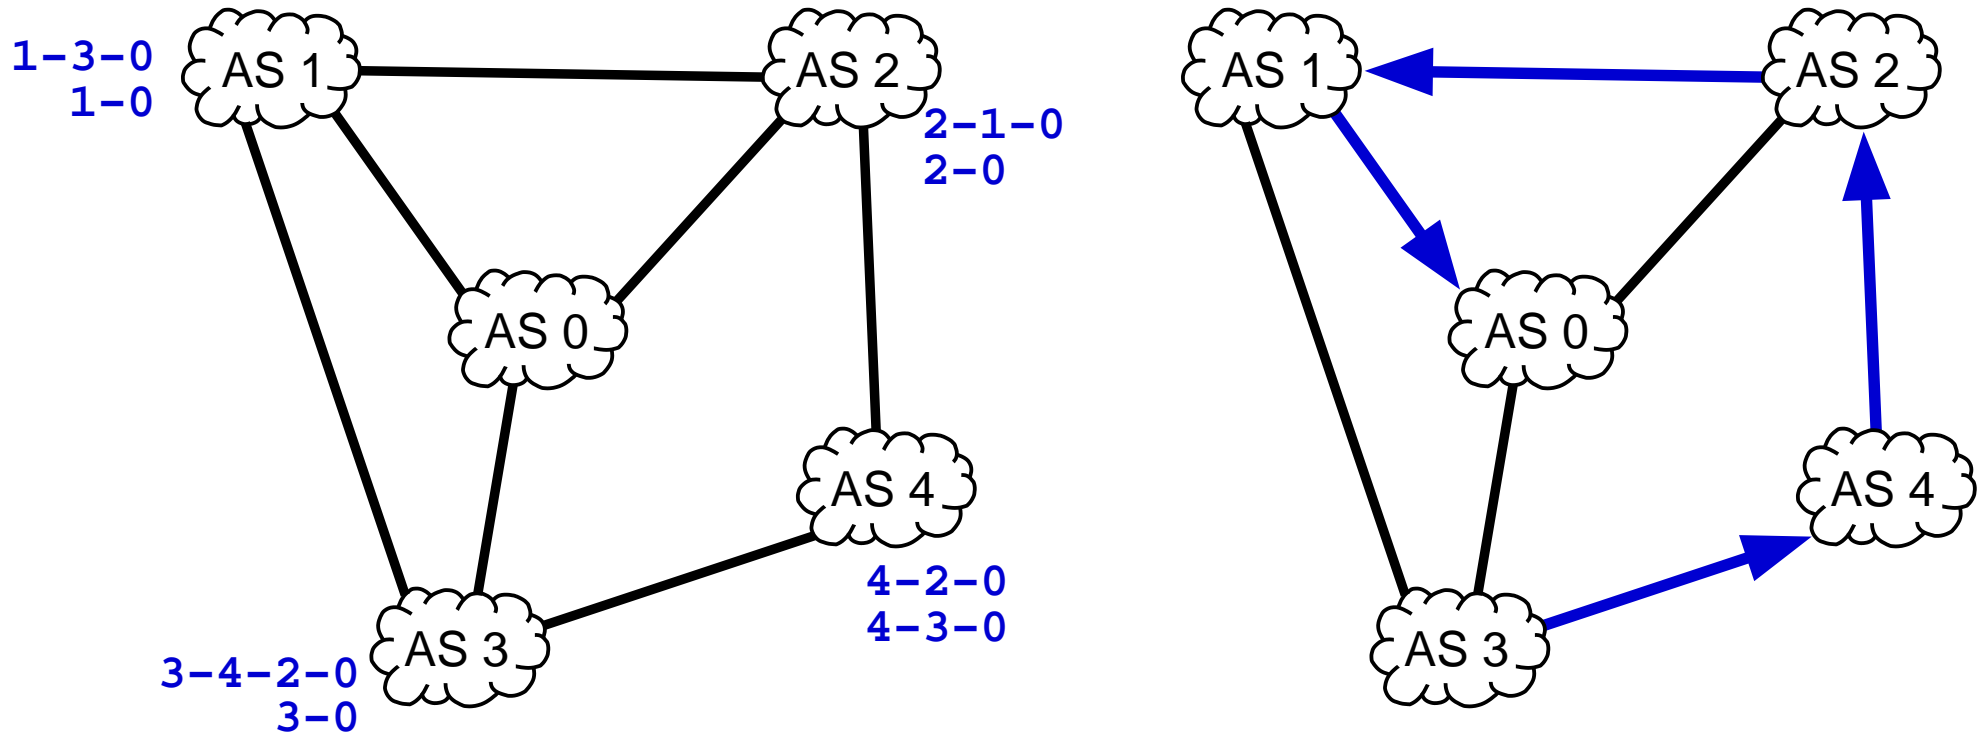 1-3-0
1-0
AS 1
AS 2
2-1-0
2-0
AS 0
AS 4
4-2-0
4-3-0
AS 3
3-4-2-0
3-0
AS 1
AS 2
AS 0
AS 4
AS 3